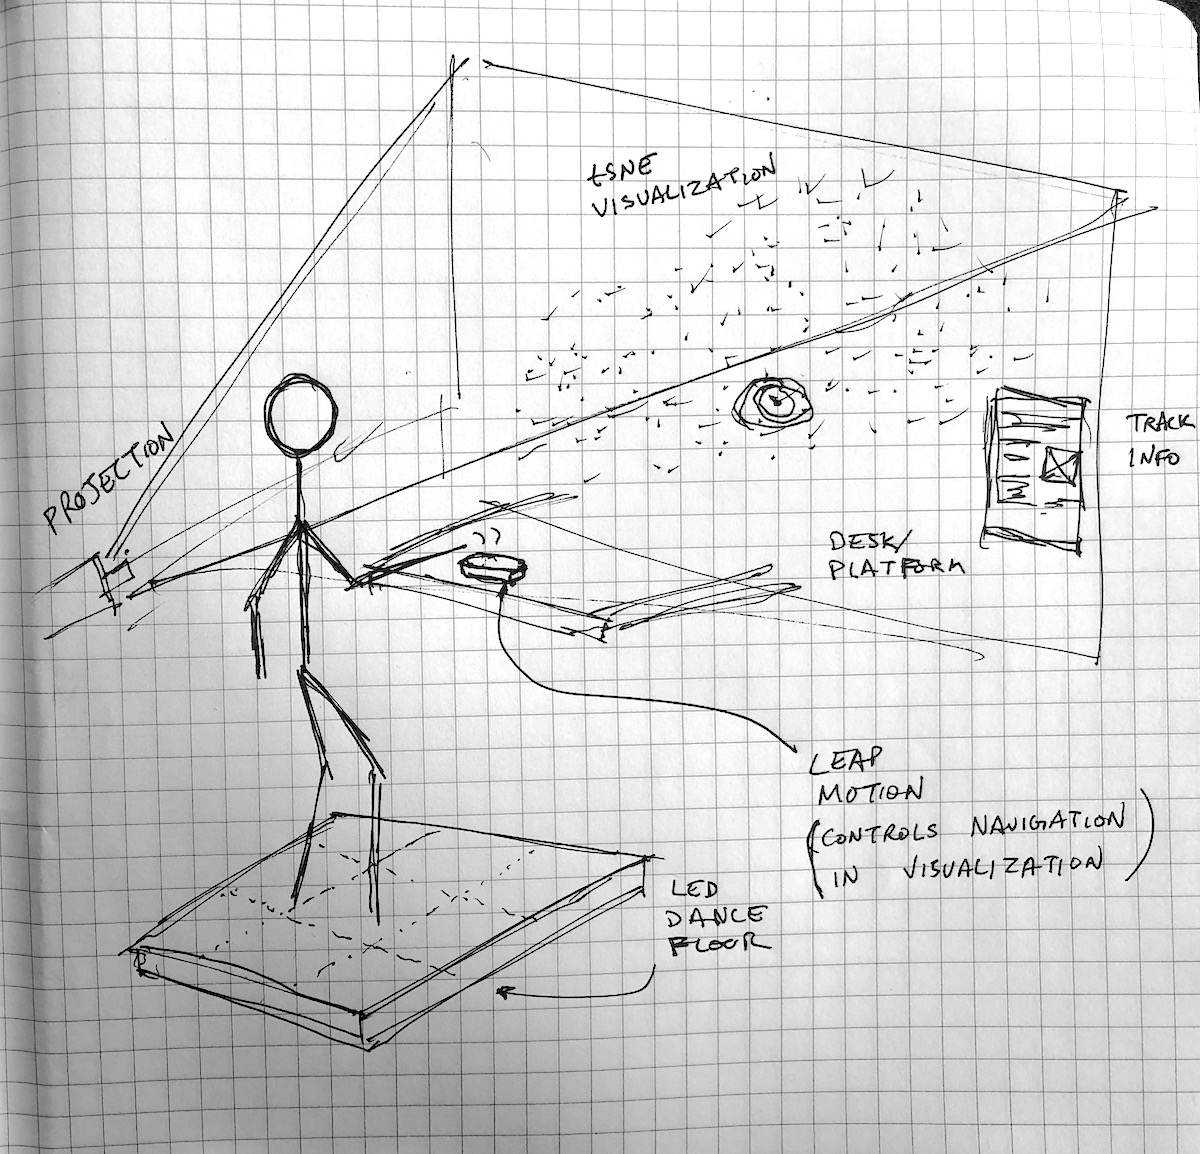 tSNE
VISUALIZATION
PROJECTION
TRACK
INFO
DESK/
PLATFORM
LEAP
MOTION
(CONTROLS NAVIGATION
IN VISUALIZATION)
LED
DANCE
FLOOR